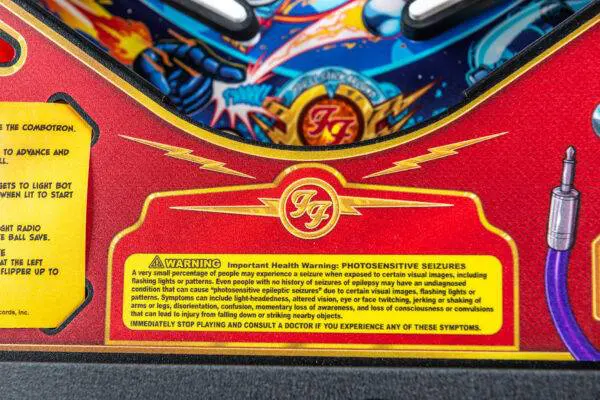 FF
E THE COMBOTRON.
TO ADVANCE AND
LL.
GETS TO LIGHT BOT
WHEN LIT TO START
GHT RADIO
E BALL SAVE.
E
AT THE LEFT
FLIPPER UP TO
cords, Inc.
FF
WARNING Important Health Warning: PHOTOSENSITIVE SEIZURES
A very small percentage of people may experience a seizure when exposed to certain visual images, including
flashing lights or patterns. Even people with no history of seizures of epilepsy may have an undiagnosed
condition that can cause "photosensitive epileptic seizures" due to certain visual images, flashing lights or
patterns. Symptoms can include light-headedness, altered vision, eye or face twitching, jerking or shaking of
arms or legs, disorientation, confusion, momentary loss of awareness, and loss of consciousness or convulsions
that can lead to injury from falling down or striking nearby objects.
IMMEDIATELY STOP PLAYING AND CONSULT A DOCTOR IF YOU EXPERIENCE ANY OF THESE SYMPTOMS.